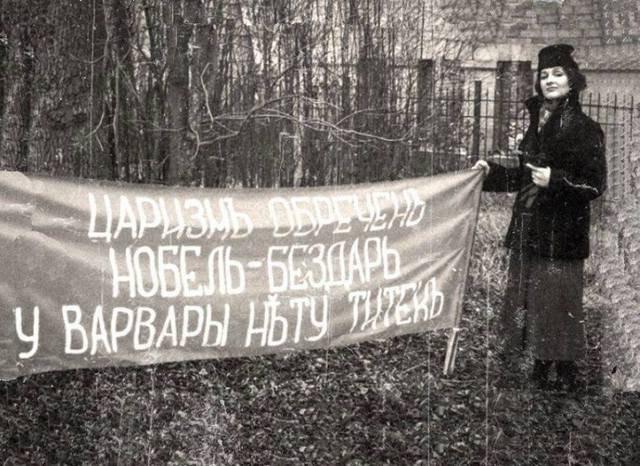 ЦАРИЗМЪ ОБРЕЧЕНЪ
НОБЕЛЬ-БЕЗДАРЬ
У ВАРВАРЫ НѢТУ ТИТЕКЪ